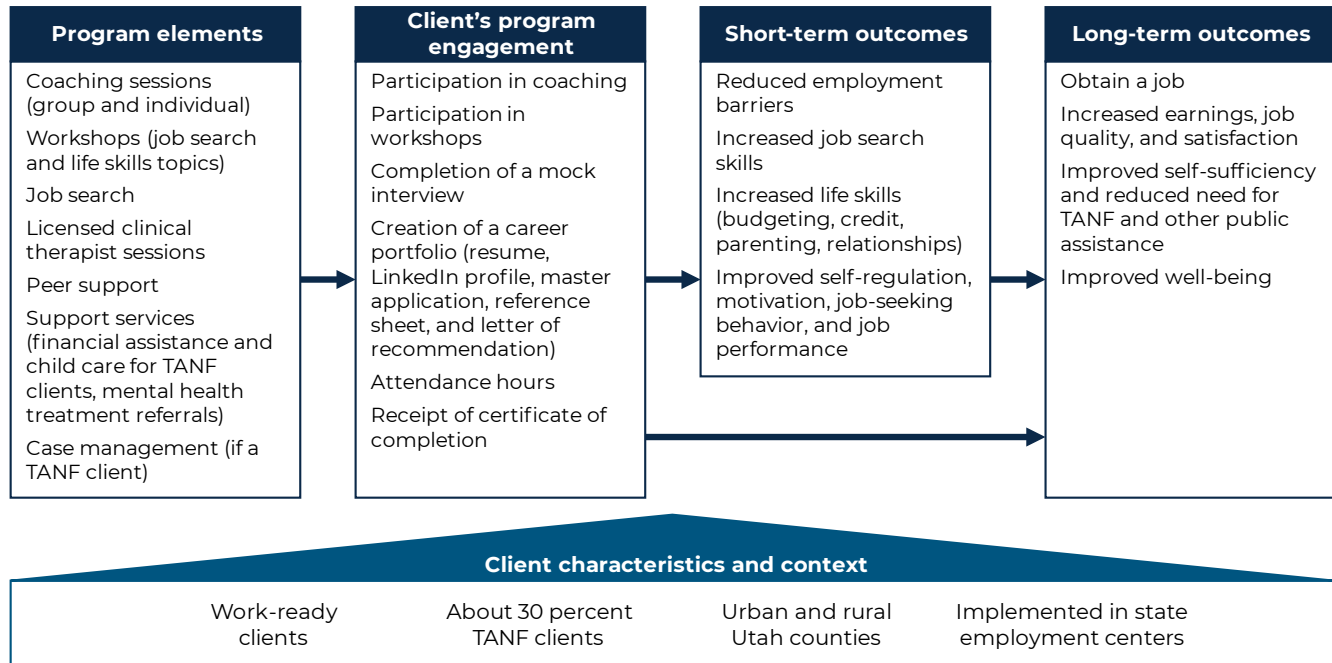 Program elements
Coaching sessions
(group and individual)
Workshops (job search
and life skills topics)
Job search
Licensed clinical
therapist sessions
Peer support
Support services
(financial assistance and
child care for TANF
clients, mental health
treatment referrals)
Case management (if a
TANF client)
Client’s program
engagement
Participation in coaching
Participation in
workshops
Completion of a mock
interview
Creation of a career
portfolio (resume,
LinkedIn profile, master
application, reference
sheet, and letter of
recommendation)
Attendance hours
Receipt of certificate of
completion
Short-term outcomes
Reduced employment
barriers
Increased job search
skills
Increased life skills
(budgeting, credit,
parenting, relationships)
Improved self-regulation,
motivation, job-seeking
behavior, and job
performance
Long-term outcomes
Obtain a job
Increased earnings, job
quality, and satisfaction
Improved self-sufficiency
and reduced need for
TANF and other public
assistance
Improved well-being
Client characteristics and context
Work-ready
clients
About 30 percent
TANF clients
Urban and rural
Utah counties
Implemented in state
employment centers